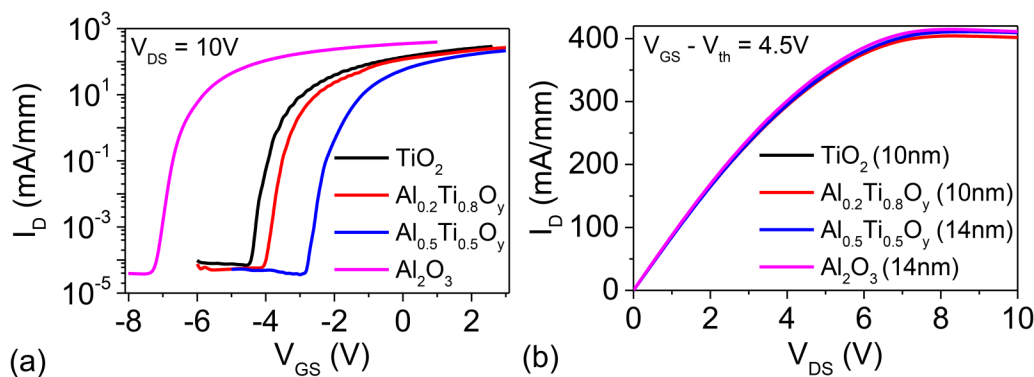 10³
10¹
10⁻¹
10⁻³
10⁻⁵
I_D (mA/mm)
V_DS = 10V
TiO₂
Al₀.₂Ti₀.₈O_y
Al₀.₅Ti₀.₅O_y
Al₂O₃
-8 -6 -4 -2 0 2
V_GS (V)
(a)
400
300
200
100
0
I_D (mA/mm)
V_GS - V_th = 4.5V
TiO₂ (10nm)
Al₀.₂Ti₀.₈O_y (10nm)
Al₀.₅Ti₀.₅O_y (14nm)
Al₂O₃ (14nm)
0 2 4 6 8 10
V_DS (V)
(b)